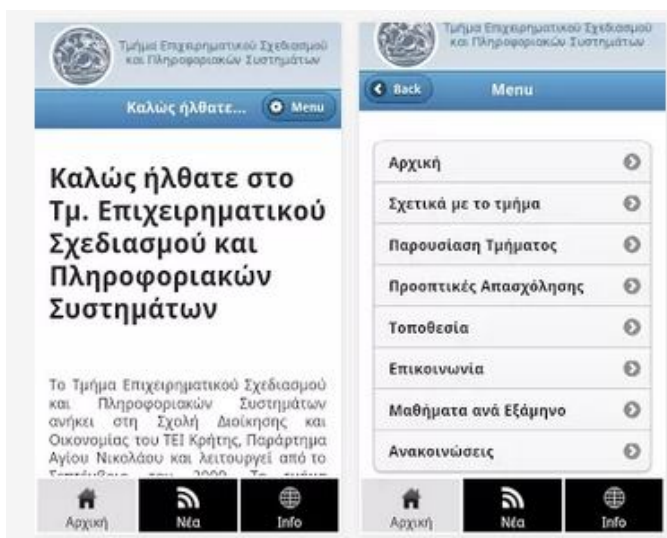 Τμήμα Επιχειρηματικού Σχεδιασμού
και Πληροφοριακών Συστημάτων
Καλώς ήλθατε...
Menu
Καλώς ήλθατε στο
Τμ. Επιχειρηματικού
Σχεδιασμού και
Πληροφοριακών
Συστημάτων
Το Τμήμα Επιχειρηματικού Σχεδιασμού
και Πληροφοριακών Συστημάτων
ανήκει στη Σχολή Διοίκησης και
Οικονομίας του ΤΕΙ Κρήτης, Παράρτημα
Αγίου Νικολάου και λειτουργεί από το
Αρχική
Νέα
Info
Τμήμα Επιχειρηματικού Σχεδιασμού
και Πληροφοριακών Συστημάτων
Back
Menu
Αρχική
Σχετικά με το τμήμα
Παρουσίαση Τμήματος
Προοπτικές Απασχόλησης
Τοποθεσία
Επικοινωνία
Μαθήματα ανά Εξάμηνο
Ανακοινώσεις
Αρχική
Νέα
Info